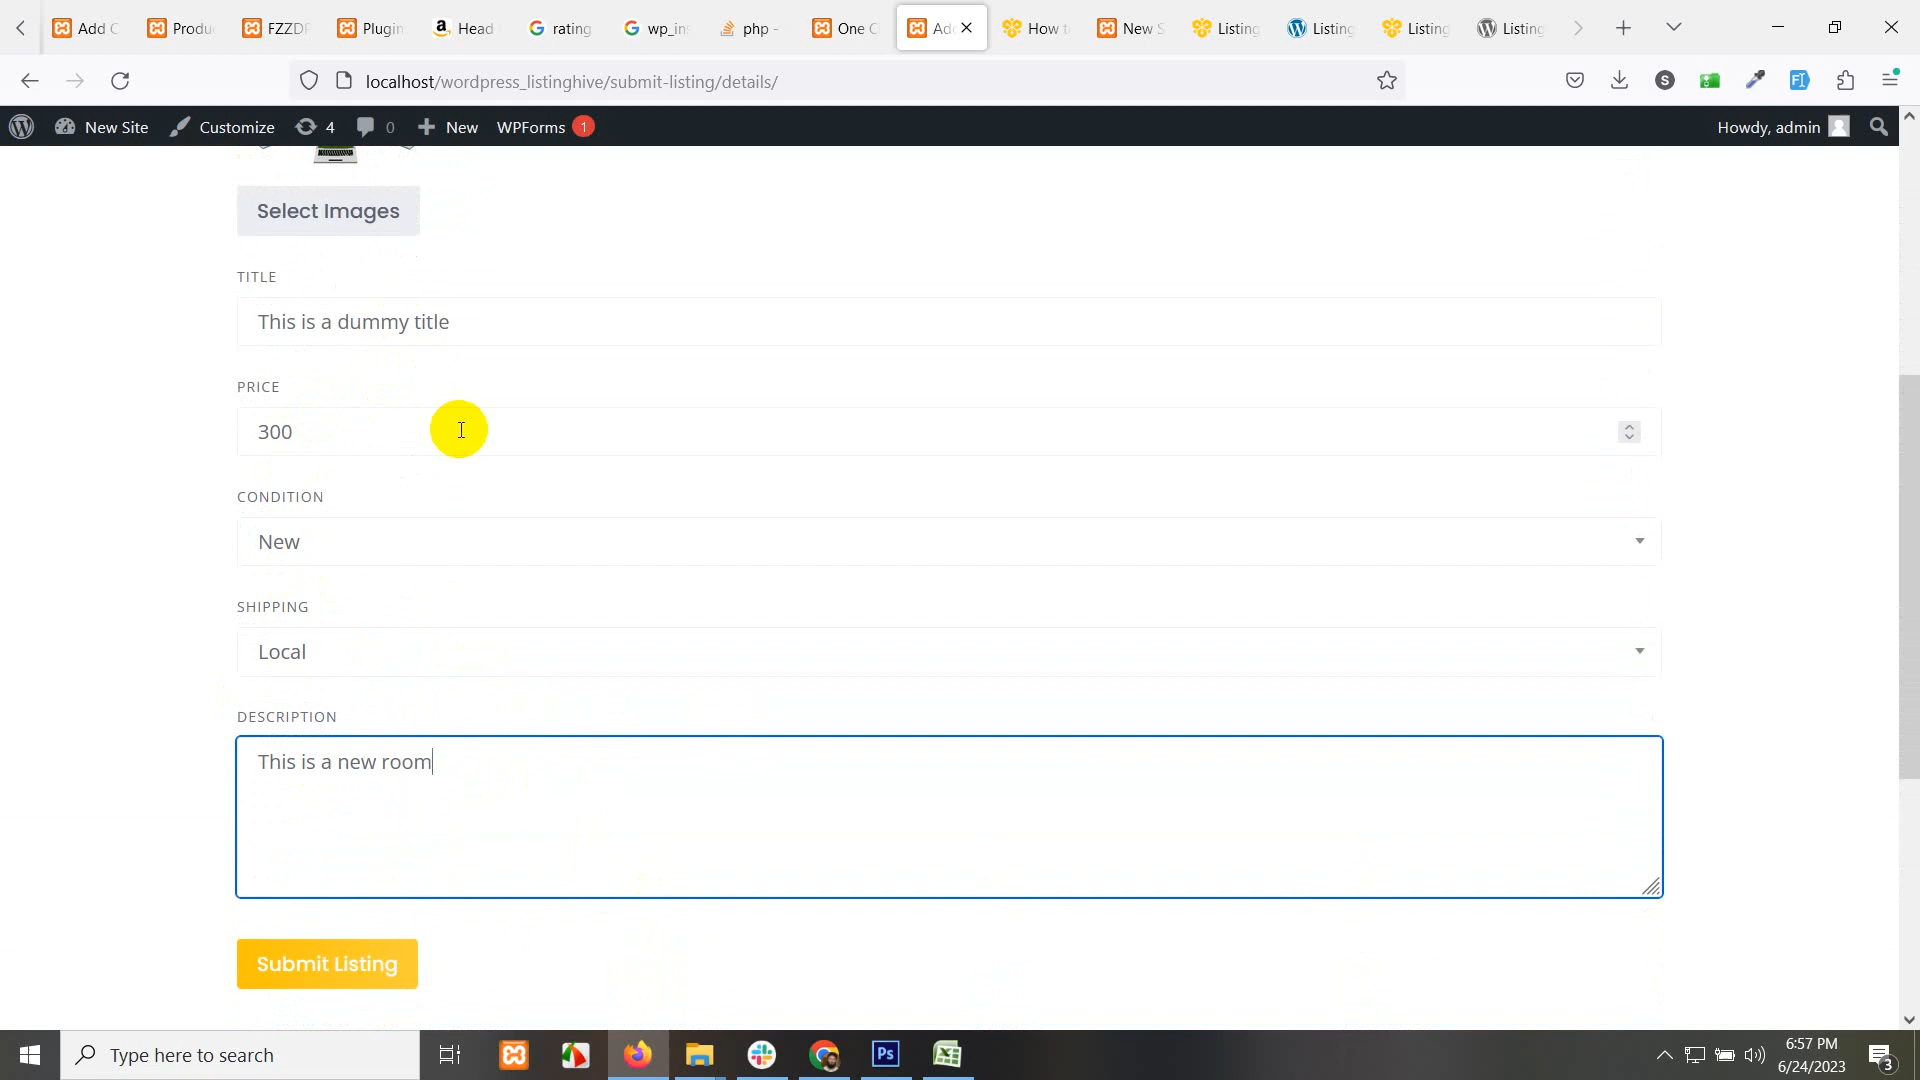 Add C
Produc
FZZDP
Plugin
Head
rating
wp_ins
php -
One C
Add
How t
New S
Listing
Listing
Listing
Listing
localhost/wordpress_listinghive/submit-listing/details/
S
New Site
Customize
4
0
New
WPForms
1
Howdy, admin
Select Images
TITLE
This is a dummy title
PRICE
300
CONDITION
New
SHIPPING
Local
DESCRIPTION
This is a new room
Submit Listing
Type here to search
Ps
6:57 PM
6/24/2023
3